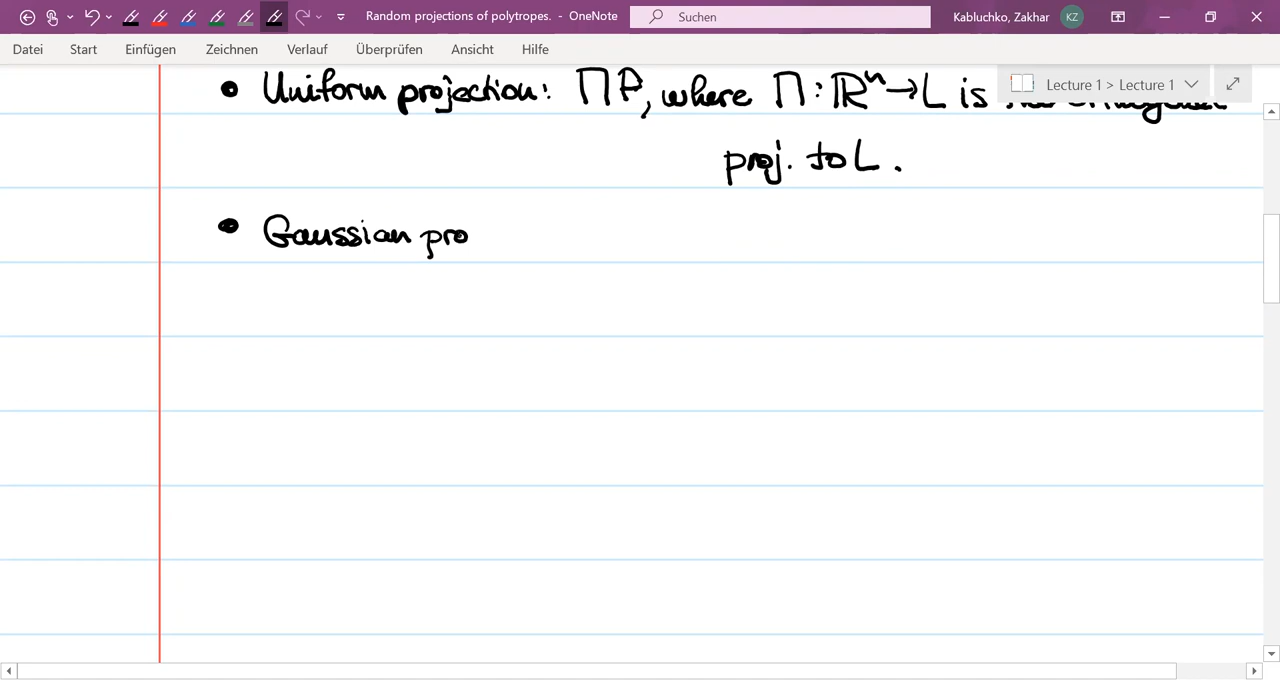 Random projections of polytropes. - OneNote
Suchen
Kabluchko, Zakhar
KZ
Datei Start Einfügen Zeichnen Verlauf Überprüfen Ansicht Hilfe
Lecture 1 > Lecture 1
• Uniform projection: ΠP, where Π: ℝⁿ → L is
proj. to L.
• Gaussian pro